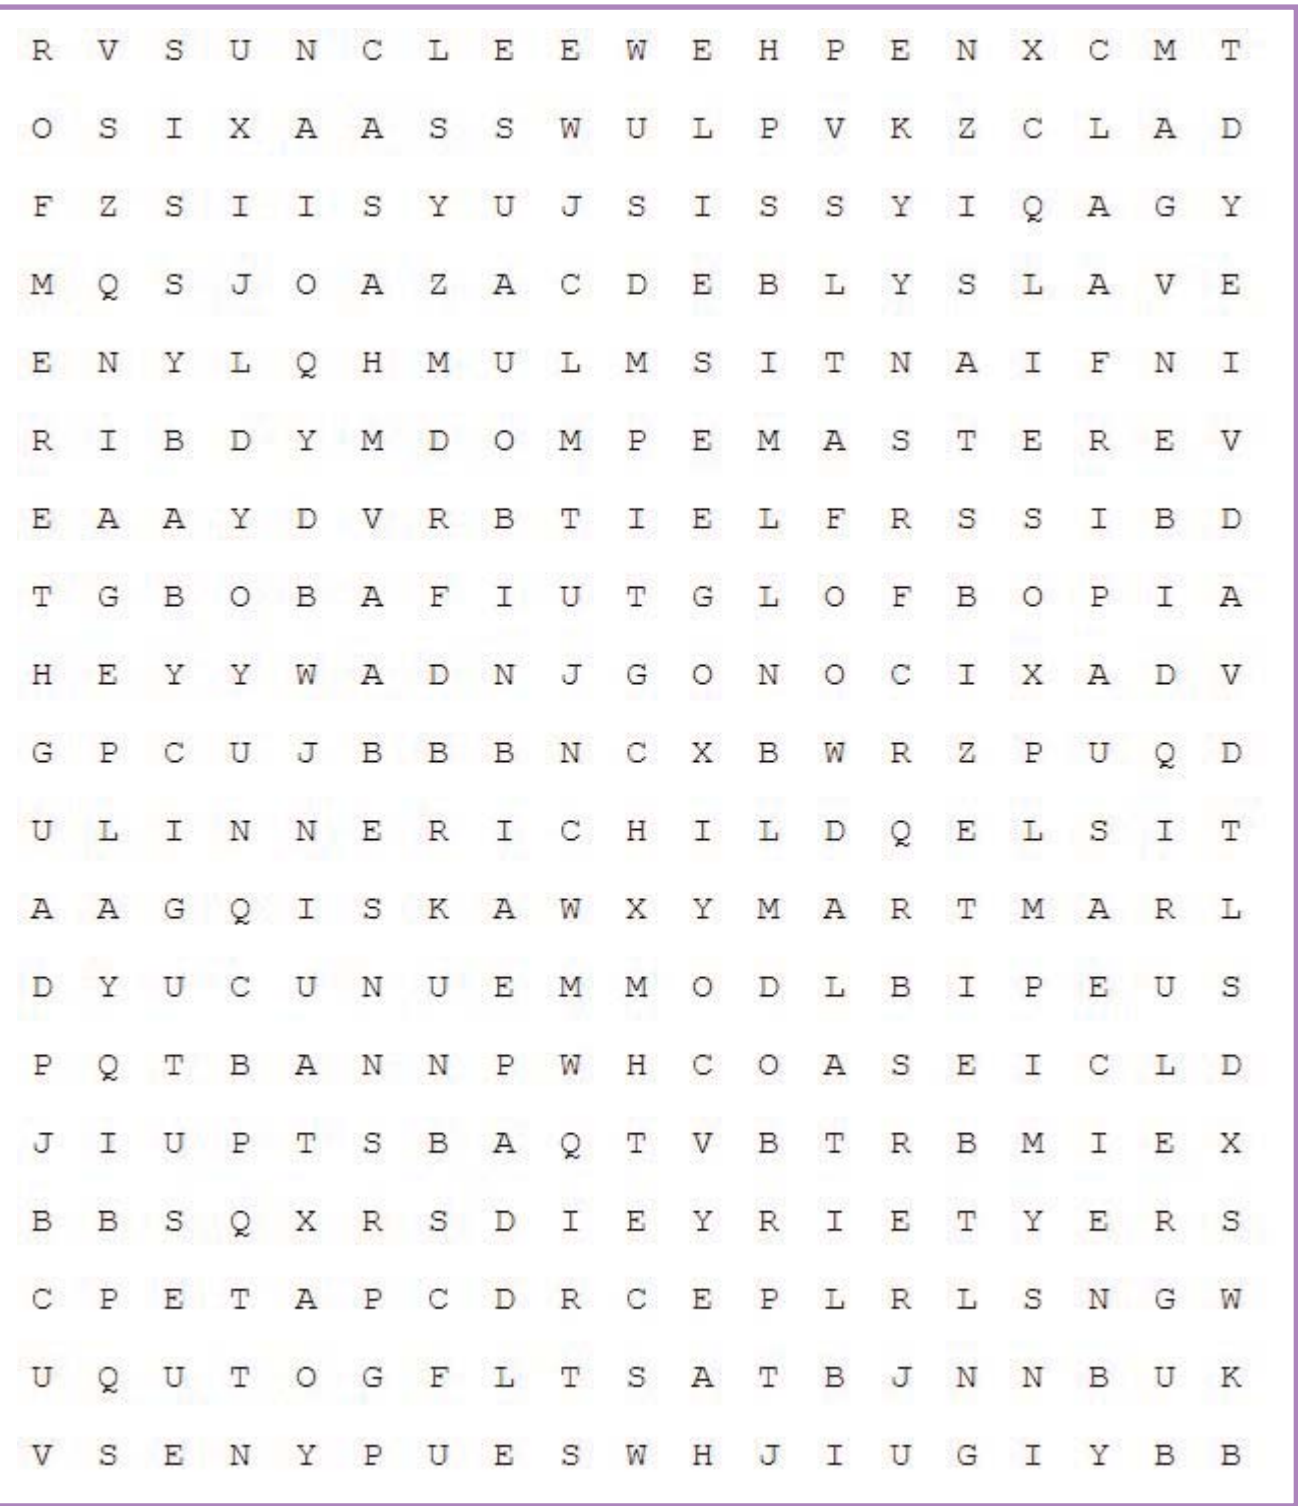 R V S U N C L E E W E H P E N X C M T
O S I X A A S S W U L P V K Z C L A D
F Z S I I S Y U J S I S S Y I Q A G Y
M Q S J O A Z A C D E B L Y S L A V E
E N Y L Q H M U L M S I T N A I F N I
R I B D Y M D O M P E M A S T E R E V
E A A Y D V R B T I E L F R S S I B D
T G B O B A F I U T G L O F B O P I A
H E Y Y W A D N J G O N O C I X A D V
G P C U J B B B N C X B W R Z P U Q D
U L I N N E R I C H I L D Q E L S I T
A A G Q I S K A W X Y M A R T M A R L
D Y U C U N U E M M O D L B I P E U S
P Q T B A N N P W H C O A S E I C L D
J I U P T S B A Q T V B T R B M I E X
B B S Q X R S D I E Y R I E T Y E R S
C P E T A P C D R C E P L R L S N G W
U Q U T O G F L T S A T B J N N B U K
V S E N Y P U E S W H J I U G I Y B B